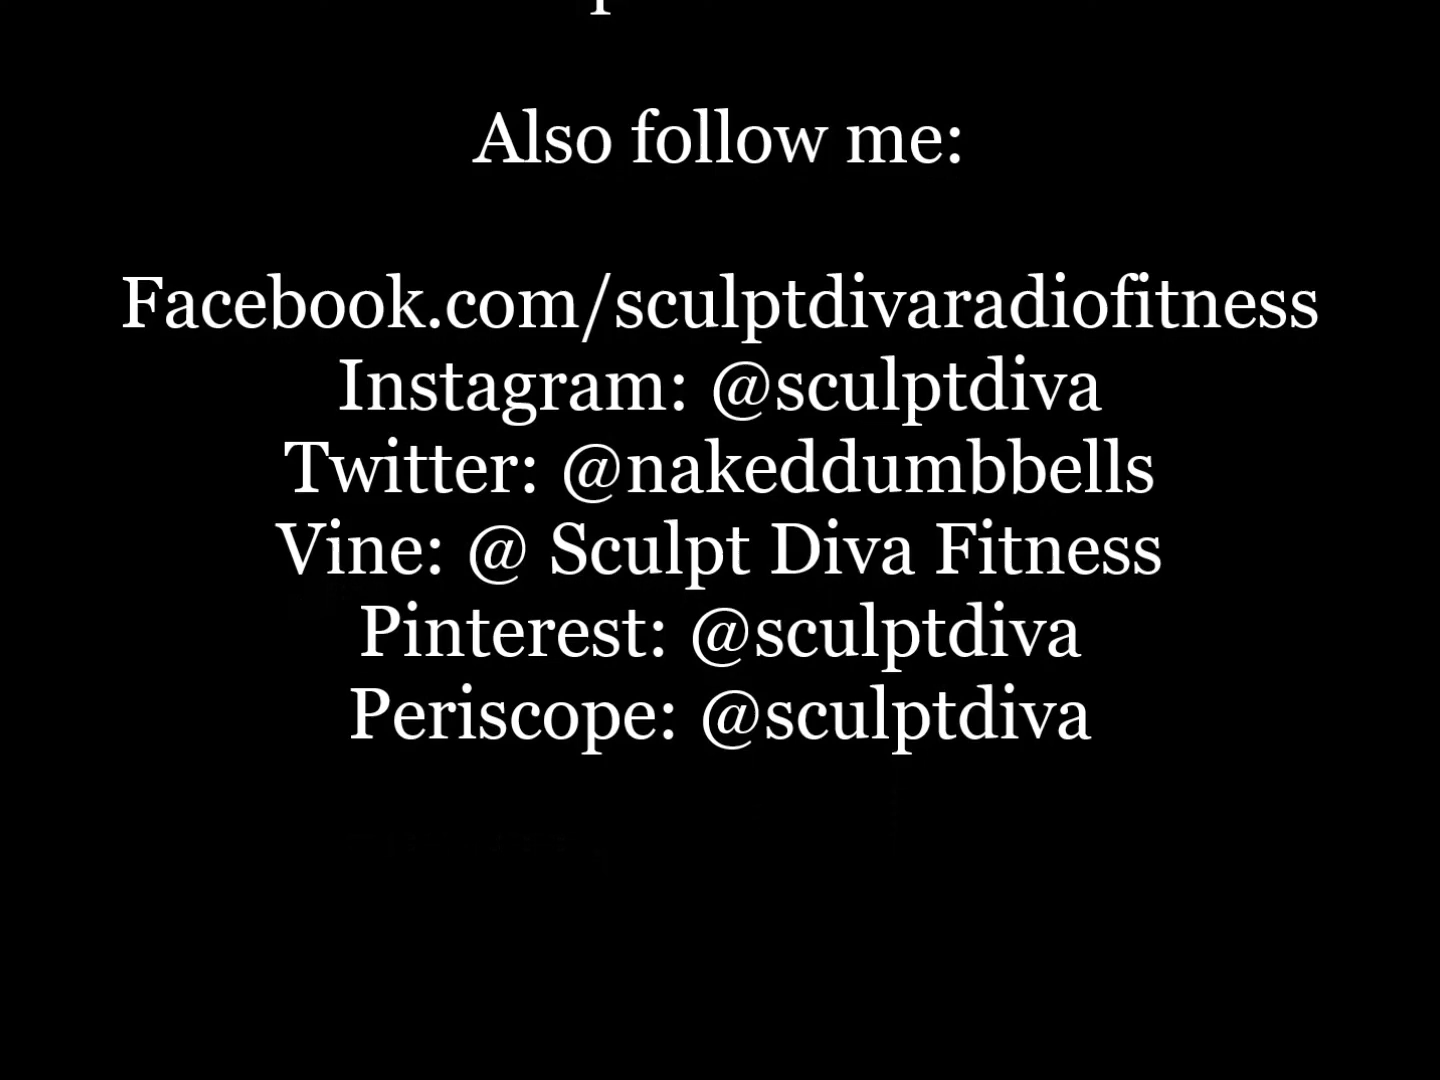 Also follow me:
Facebook.com/sculptdivaradiofitness
Instagram: @sculptdiva
Twitter: @nakeddumbbells
Vine: @ Sculpt Diva Fitness
Pinterest: @sculptdiva
Periscope: @sculptdiva